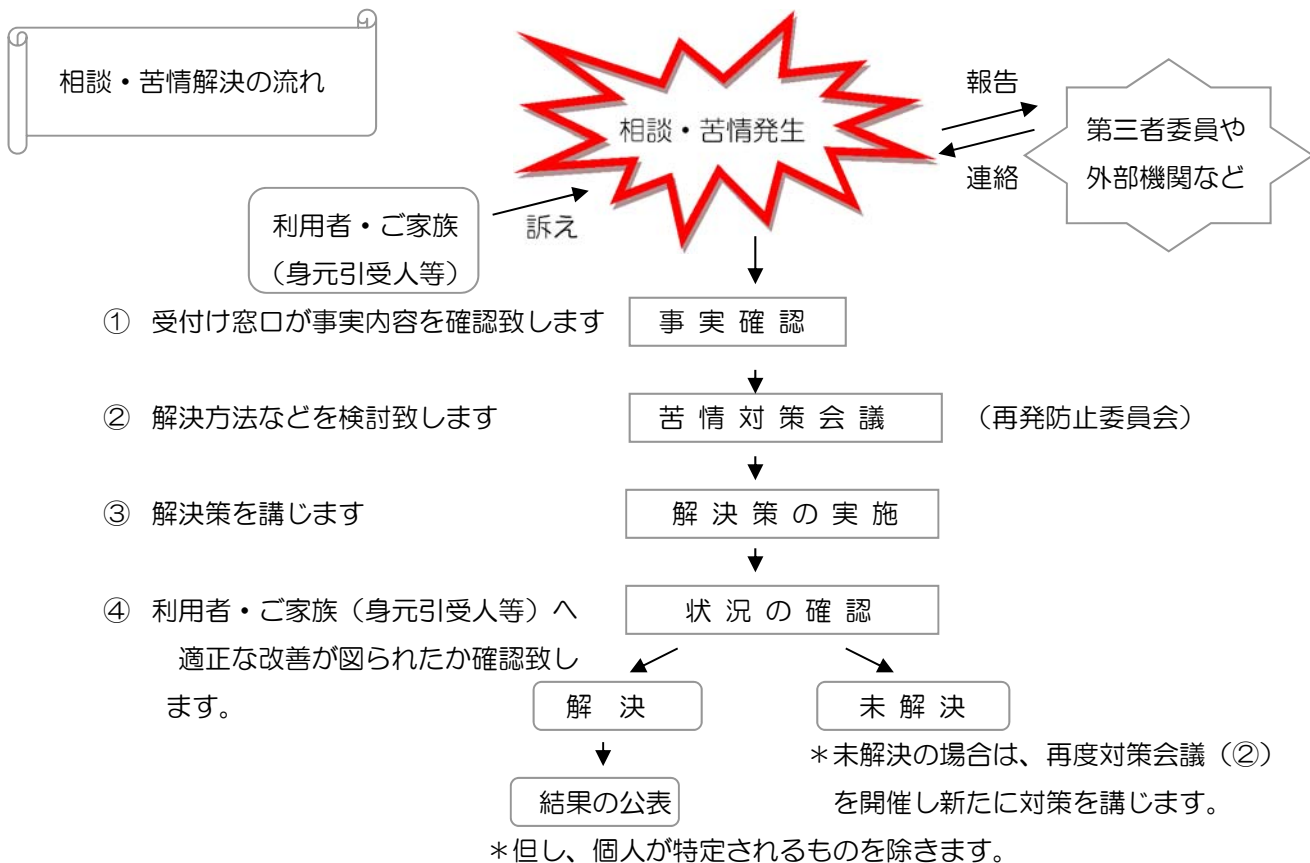 相談・苦情解決の流れ
相談・苦情発生
報告
連絡
第三者委員や
外部機関など
利用者・ご家族
（身元引受人等）
訴え
① 受付け窓口が事実内容を確認致します
事 実 確 認
② 解決方法などを検討致します
苦 情 対 策 会 議
（再発防止委員会）
③ 解決策を講じます
解 決 策 の 実 施
④ 利用者・ご家族（身元引受人等）へ
適正な改善が図られたか確認致し
ます。
状 況 の 確 認
解 決
未 解 決
＊未解決の場合は、再度対策会議（②）
を開催し新たに対策を講じます。
結果の公表
＊但し、個人が特定されるものを除きます。